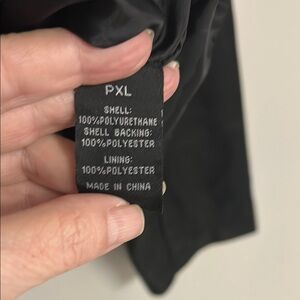 PXL
SHELL:
100%POLYURETHANE
SHELL BACKING:
100%POLYESTER
LINING:
100%POLYESTER
MADE IN CHINA